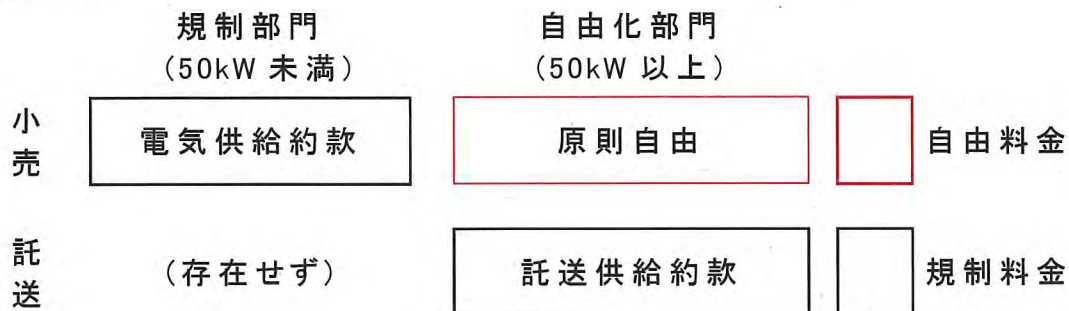 規制部門
(50kW 未満)
自由化部門
(50kW 以上)
小売
電気供給約款
原則自由
自由料金
託送
(存在せず)
託送供給約款
規制料金